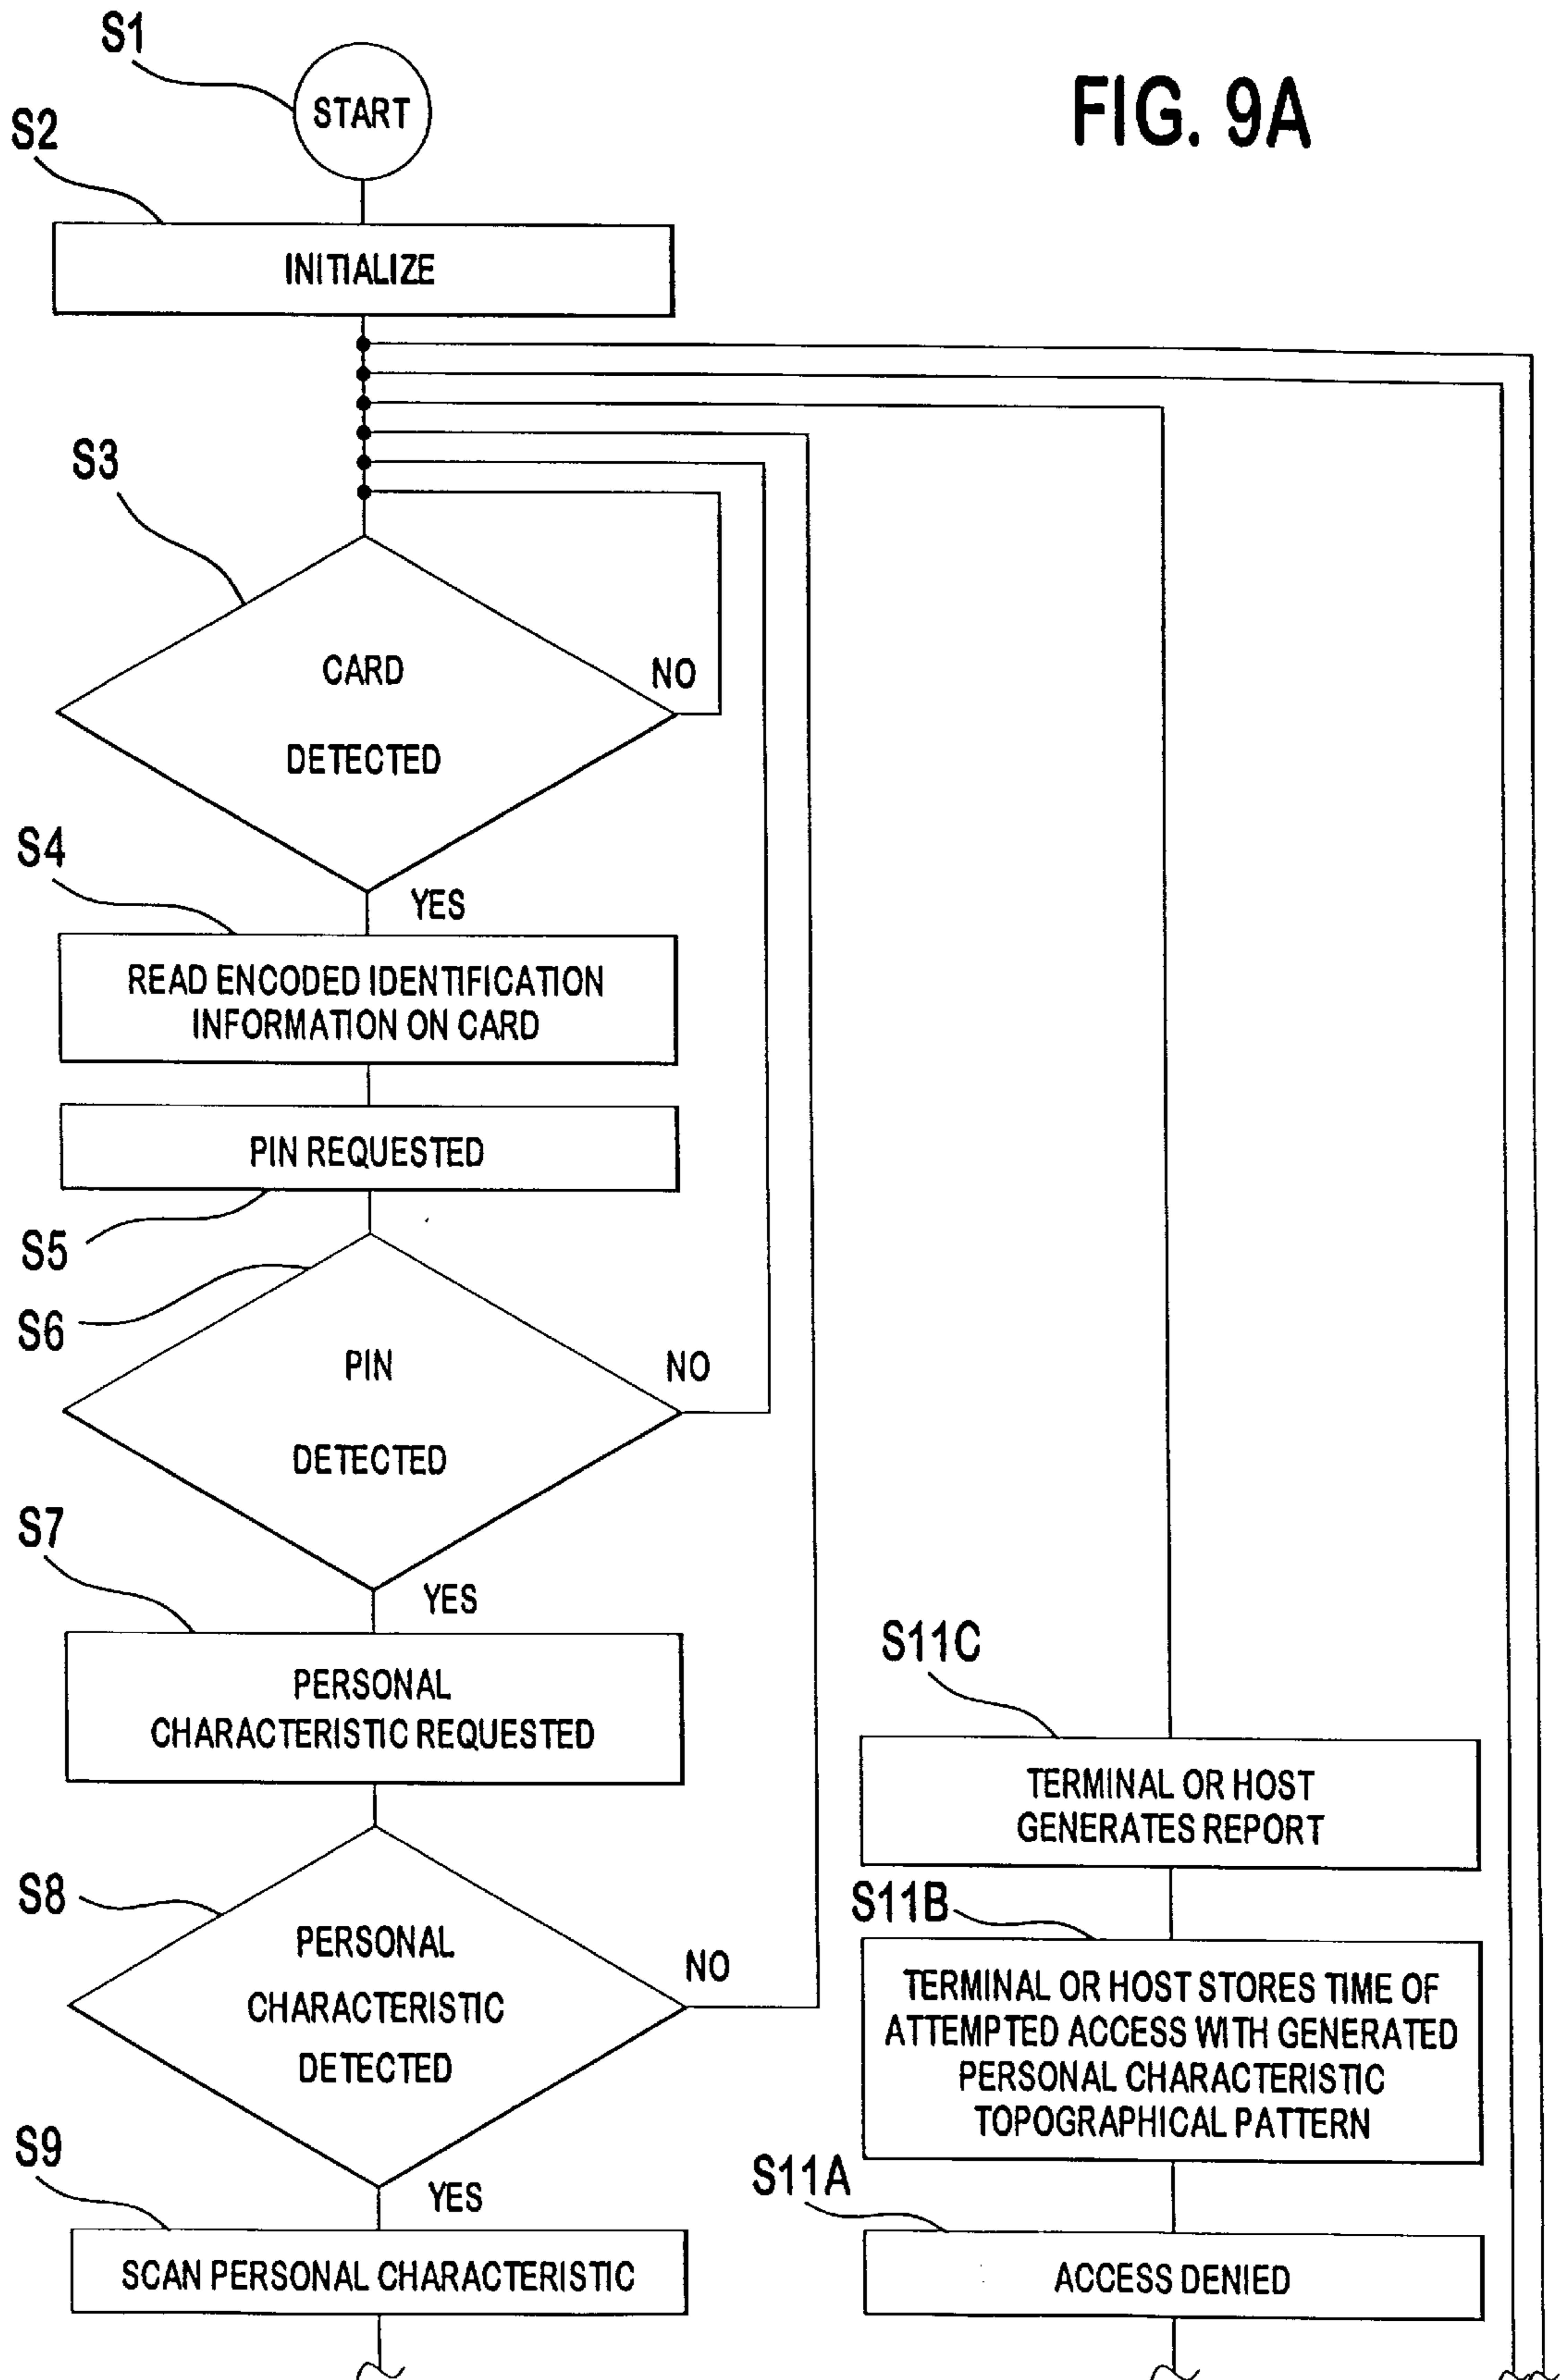 S1
START
FIG. 9A
S2
INITIALIZE
S3
CARD
DETECTED
NO
S4
YES
READ ENCODED IDENTIFICATION
INFORMATION ON CARD
PIN REQUESTED
S5
S6
PIN
DETECTED
NO
S7
YES
PERSONAL
CHARACTERISTIC REQUESTED
S8
PERSONAL
CHARACTERISTIC
DETECTED
NO
S9
YES
SCAN PERSONAL CHARACTERISTIC
S11C
TERMINAL OR HOST
GENERATES REPORT
S11B
TERMINAL OR HOST STORES TIME OF
ATTEMPTED ACCESS WITH GENERATED
PERSONAL CHARACTERISTIC
TOPOGRAPHICAL PATTERN
S11A
ACCESS DENIED